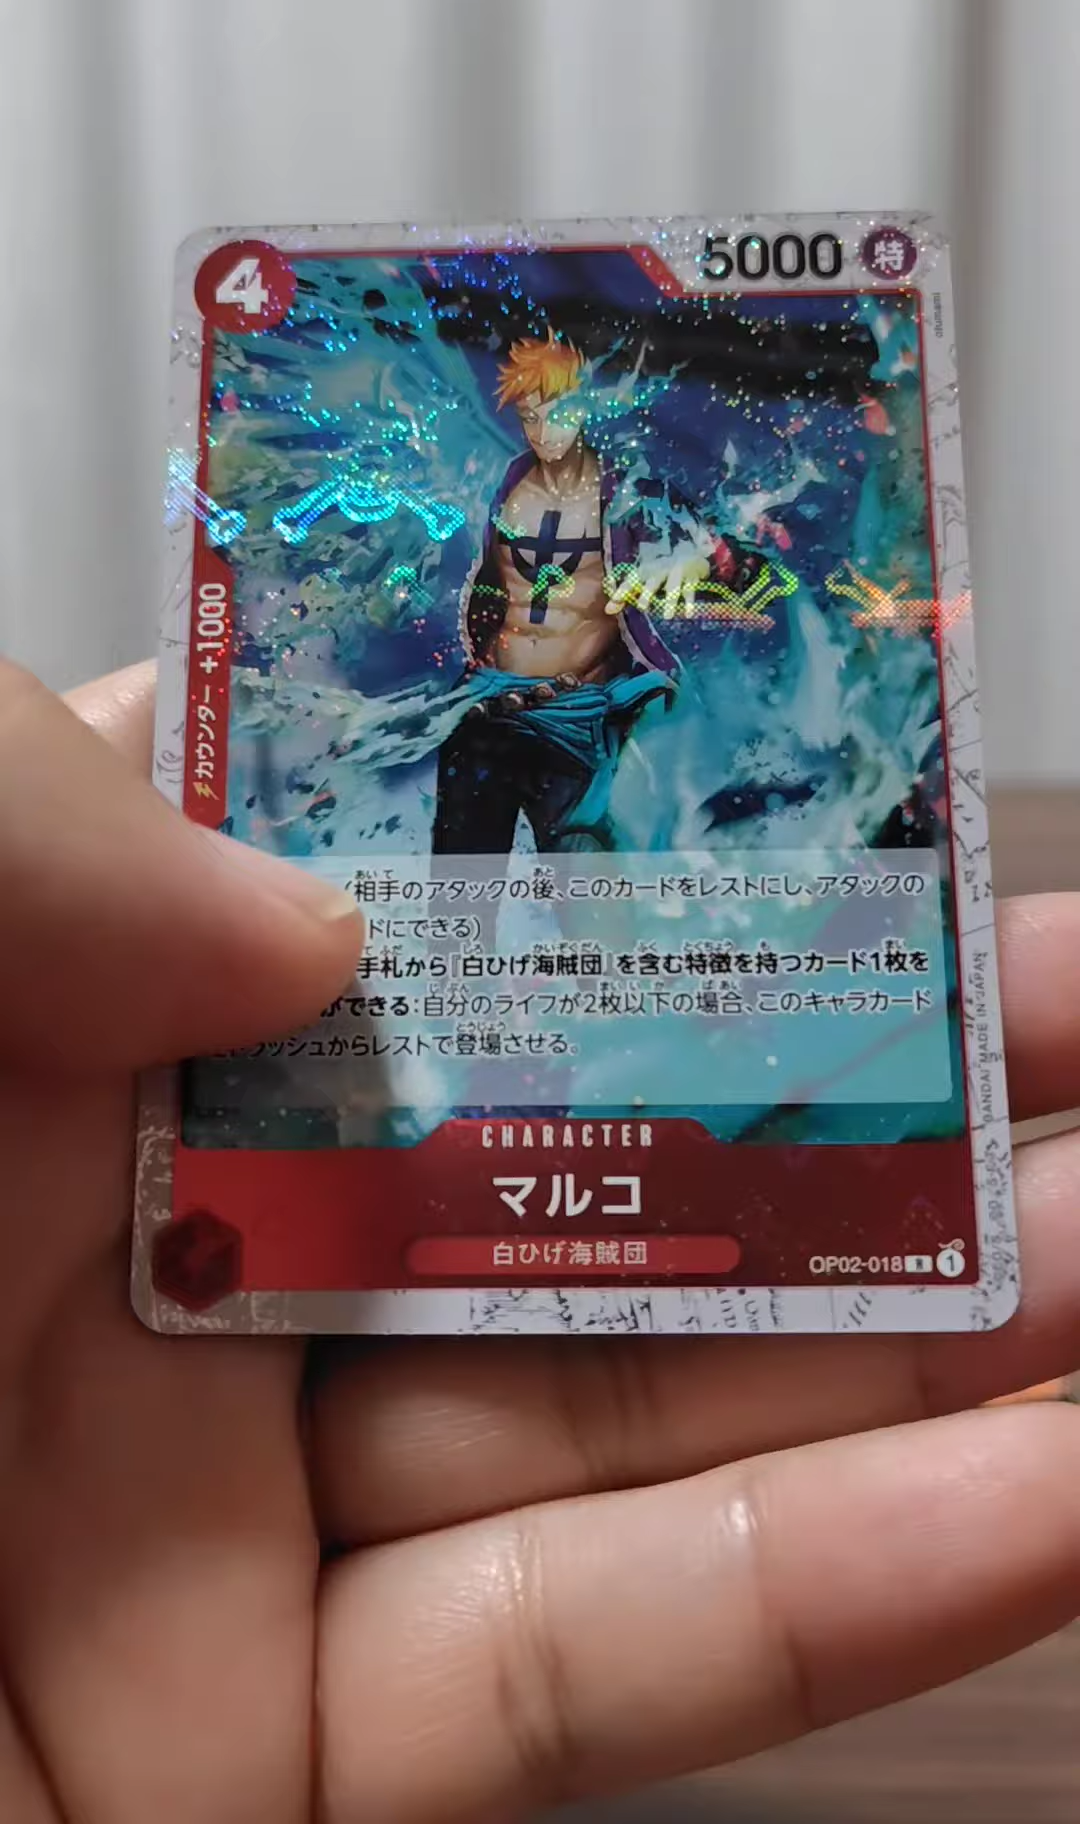 4
5000 特
otumami
カウンター +1000
(相手のアタックの後、このカードをレストにし、アタックの
ドにできる)
手札から『白ひげ海賊団』を含む特徴を持つカード1枚を
ができる:自分のライフが2枚以下の場合、このキャラカード
ラッシュからレストで登場させる。
BANDAI MADE IN JAPAN
CHARACTER
マルコ
白ひげ海賊団
OP02-018 R 1